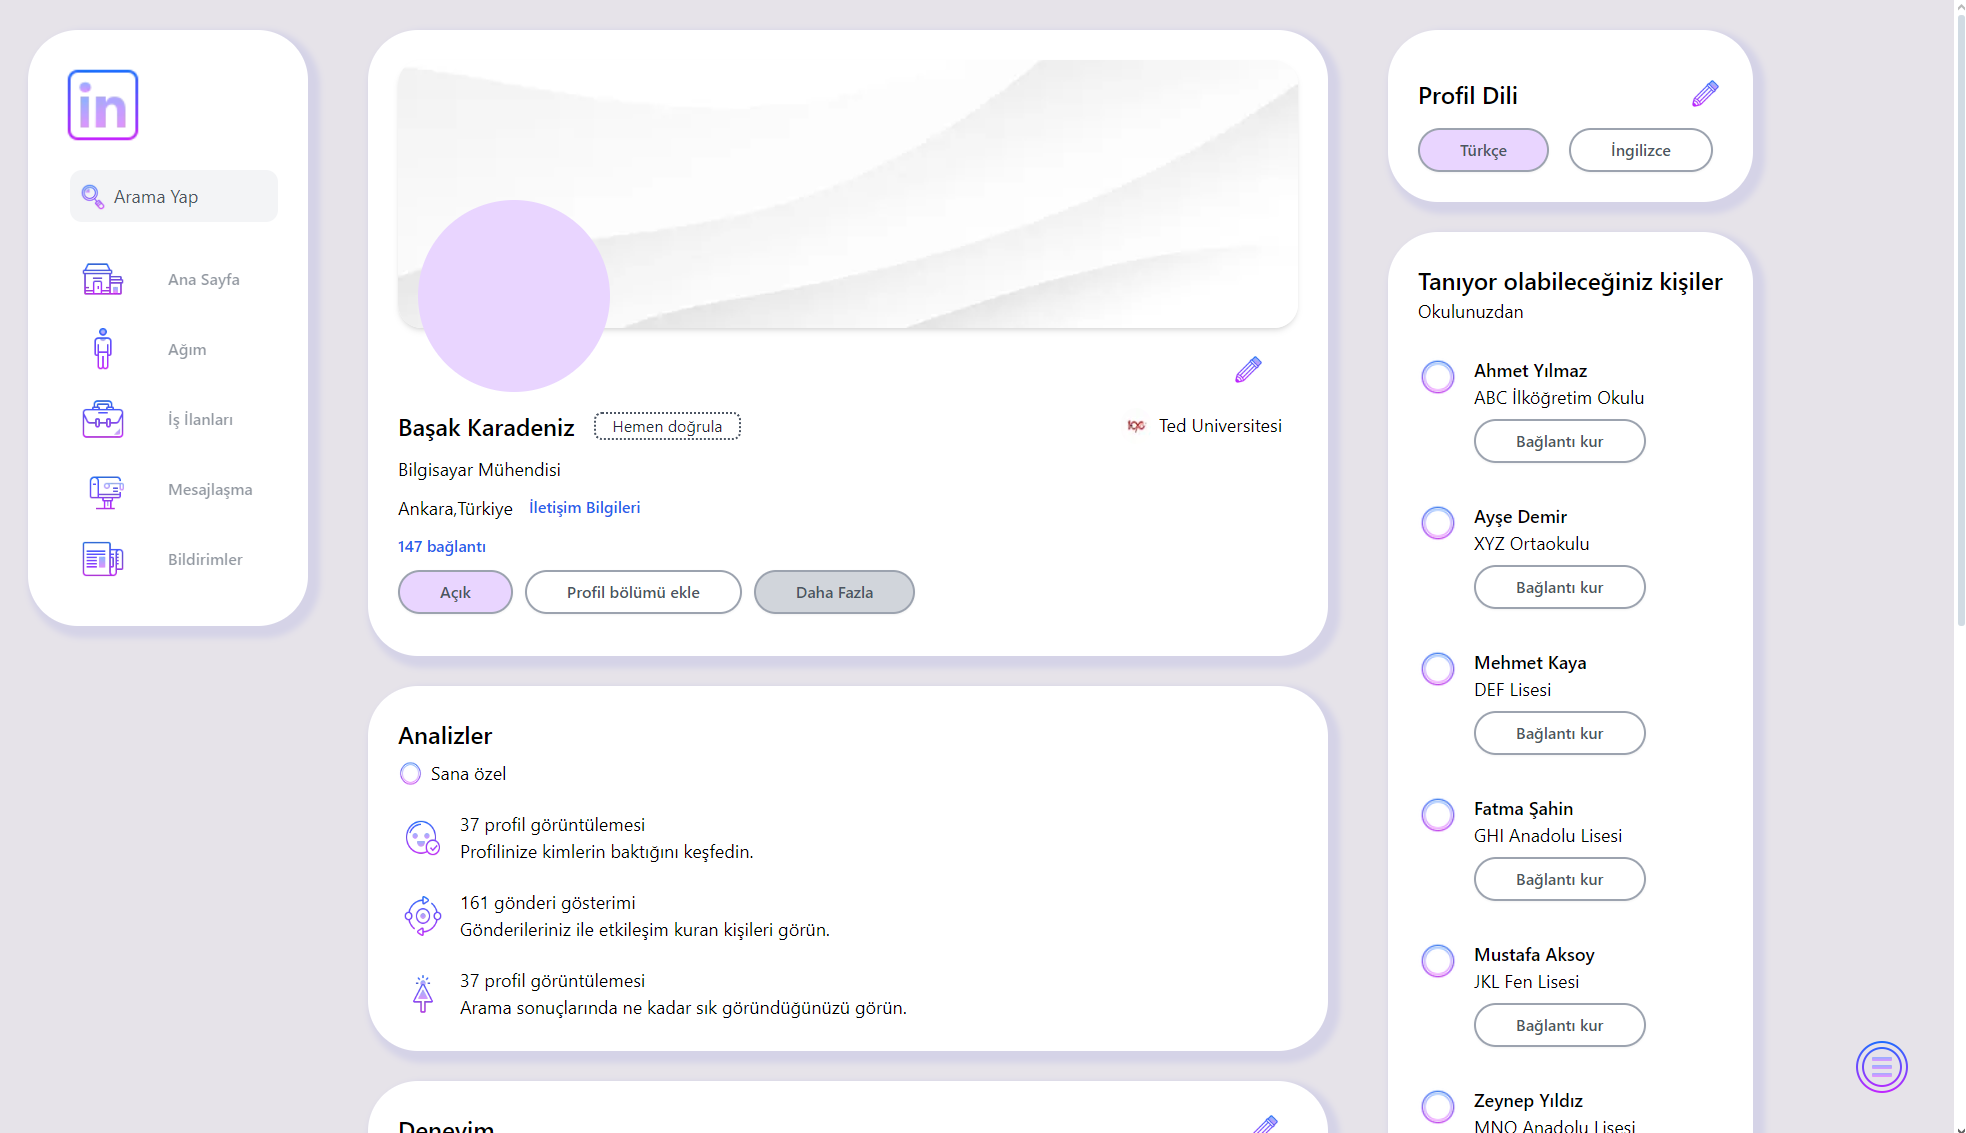 in
Arama Yap
Ana Sayfa
Ağım
İş İlanları
Mesajlaşma
Bildirimler
Başak Karadeniz
Hemen doğrula
Ted Universitesi
Bilgisayar Mühendisi
Ankara,Türkiye İletişim Bilgileri
147 bağlantı
Açık
Profil bölümü ekle
Daha Fazla
Analizler
Sana özel
37 profil görüntülemesi
Profilinize kimlerin baktığını keşfedin.
161 gönderi gösterimi
Gönderileriniz ile etkileşim kuran kişileri görün.
37 profil görüntülemesi
Arama sonuçlarında ne kadar sık göründüğünüzü görün.
Deneyim
Profil Dili
Türkçe
İngilizce
Tanıyor olabileceğiniz kişiler
Okulunuzdan
Ahmet Yılmaz
ABC İlköğretim Okulu
Bağlantı kur
Ayşe Demir
XYZ Ortaokulu
Bağlantı kur
Mehmet Kaya
DEF Lisesi
Bağlantı kur
Fatma Şahin
GHI Anadolu Lisesi
Bağlantı kur
Mustafa Aksoy
JKL Fen Lisesi
Bağlantı kur
Zeynep Yıldız
MNO Anadolu Lisesi